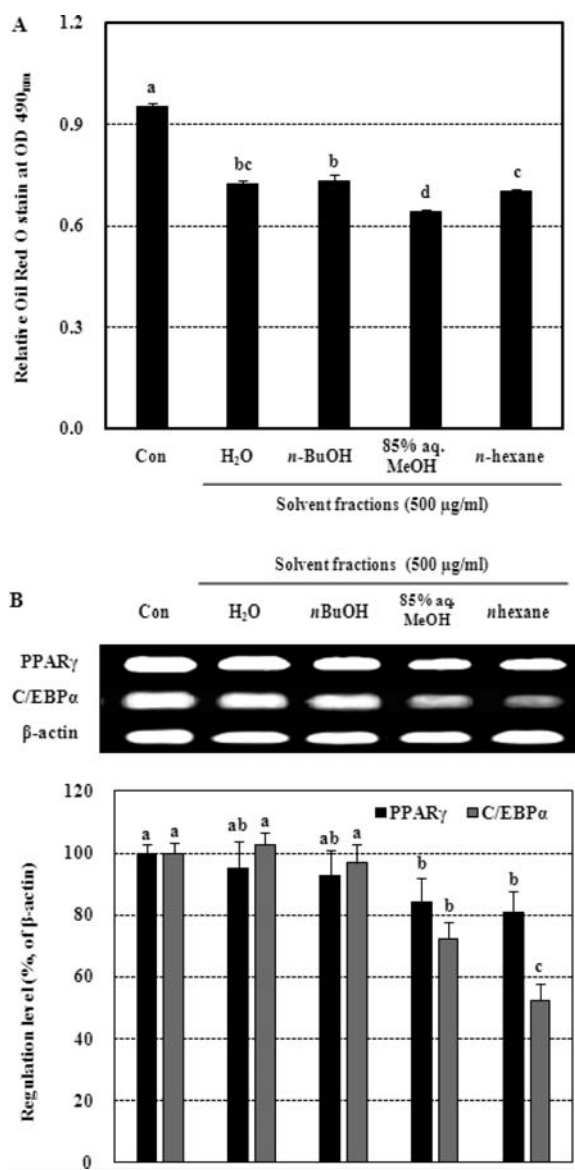 A
Relative Oil Red O stain at OD 490nm
1.2
0.9
0.6
0.3
0.0
a
bc
b
d
c
Con
H₂O
n-BuOH
85% aq.
MeOH
n-hexane
Solvent fractions (500 µg/ml)
Solvent fractions (500 µg/ml)
B
Con
H₂O
nBuOH
85% aq.
MeOH
nhexane
PPARγ
C/EBPα
β-actin
Regulation level (%, of β-actin)
120
100
80
60
40
20
0
PPARγ
C/EBPα
a
a
ab
a
ab
a
b
b
b
c